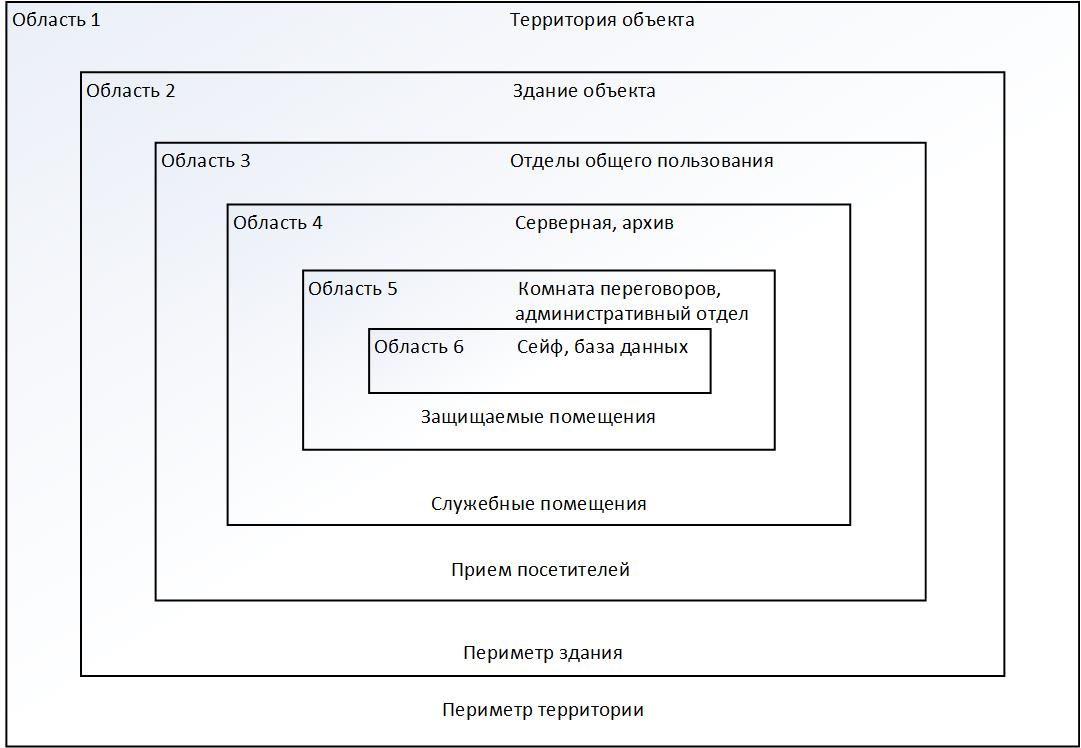 Область 1 Территория объекта
Область 2 Здание объекта
Область 3 Отделы общего пользования
Область 4 Серверная, архив
Область 5 Комната переговоров,
административный отдел
Область 6 Сейф, база данных
Защищаемые помещения
Служебные помещения
Прием посетителей
Периметр здания
Периметр территории